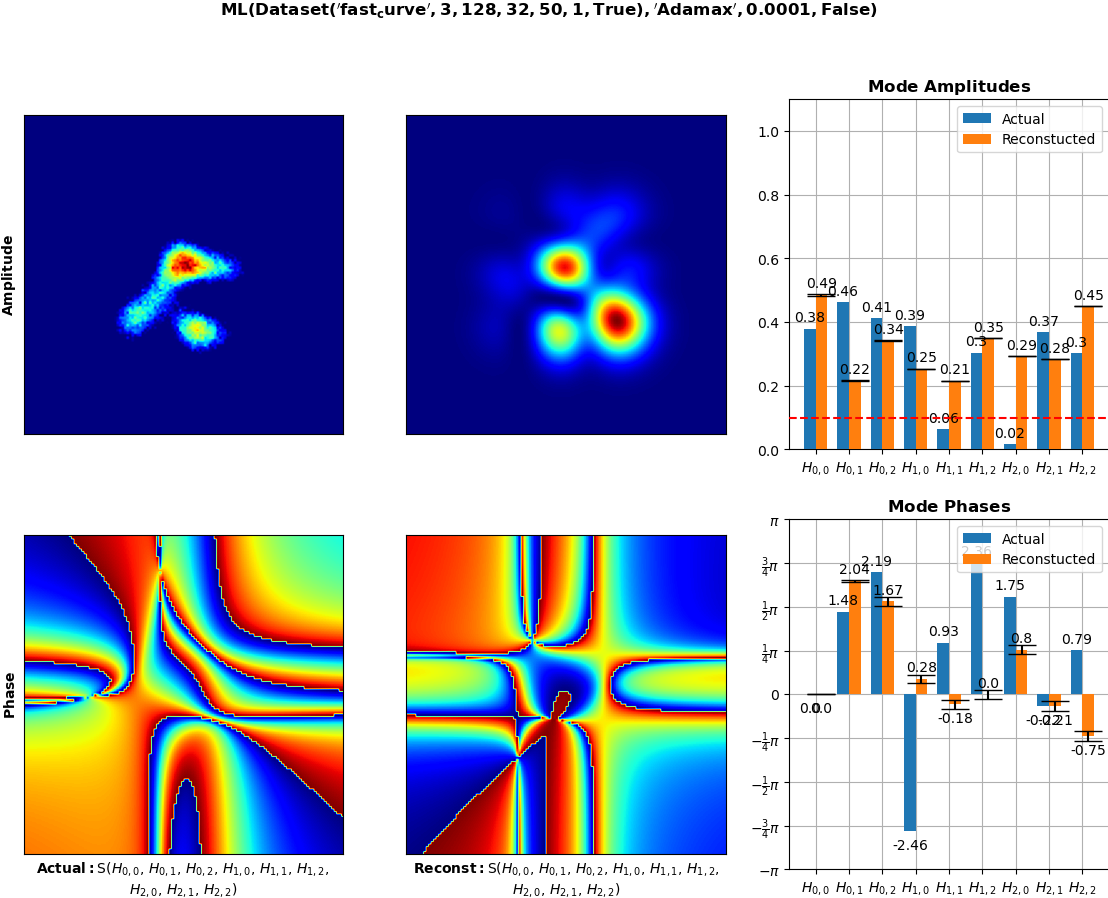 ML(Dataset('fast_curve', 3, 128, 32, 50, 1, True), 'Adamax', 0.0001, False)
Amplitude
Mode Amplitudes
Actual
Reconstucted
1.0
0.8
0.6
0.4
0.2
0.0
0.38
0.49
0.46
0.22
0.41
0.34
0.39
0.25
0.06
0.21
0.3
0.35
0.02
0.29
0.37
0.28
0.3
0.45
H0,0 H0,1 H0,2 H1,0 H1,1 H1,2 H2,0 H2,1 H2,2
Phase
Mode Phases
Actual
Reconstucted
π
3/4π
1/2π
1/4π
0
−1/4π
−1/2π
−3/4π
−π
0.0
0.0
1.48
2.04
2.19
1.67
-2.46
0.28
0.93
-0.18
2.36
0.0
1.75
0.8
-0.22
-0.21
0.79
-0.75
H0,0 H0,1 H0,2 H1,0 H1,1 H1,2 H2,0 H2,1 H2,2
Actual: S(H0,0, H0,1, H0,2, H1,0, H1,1, H1,2,
H2,0, H2,1, H2,2)
Reconst: S(H0,0, H0,1, H0,2, H1,0, H1,1, H1,2,
H2,0, H2,1, H2,2)